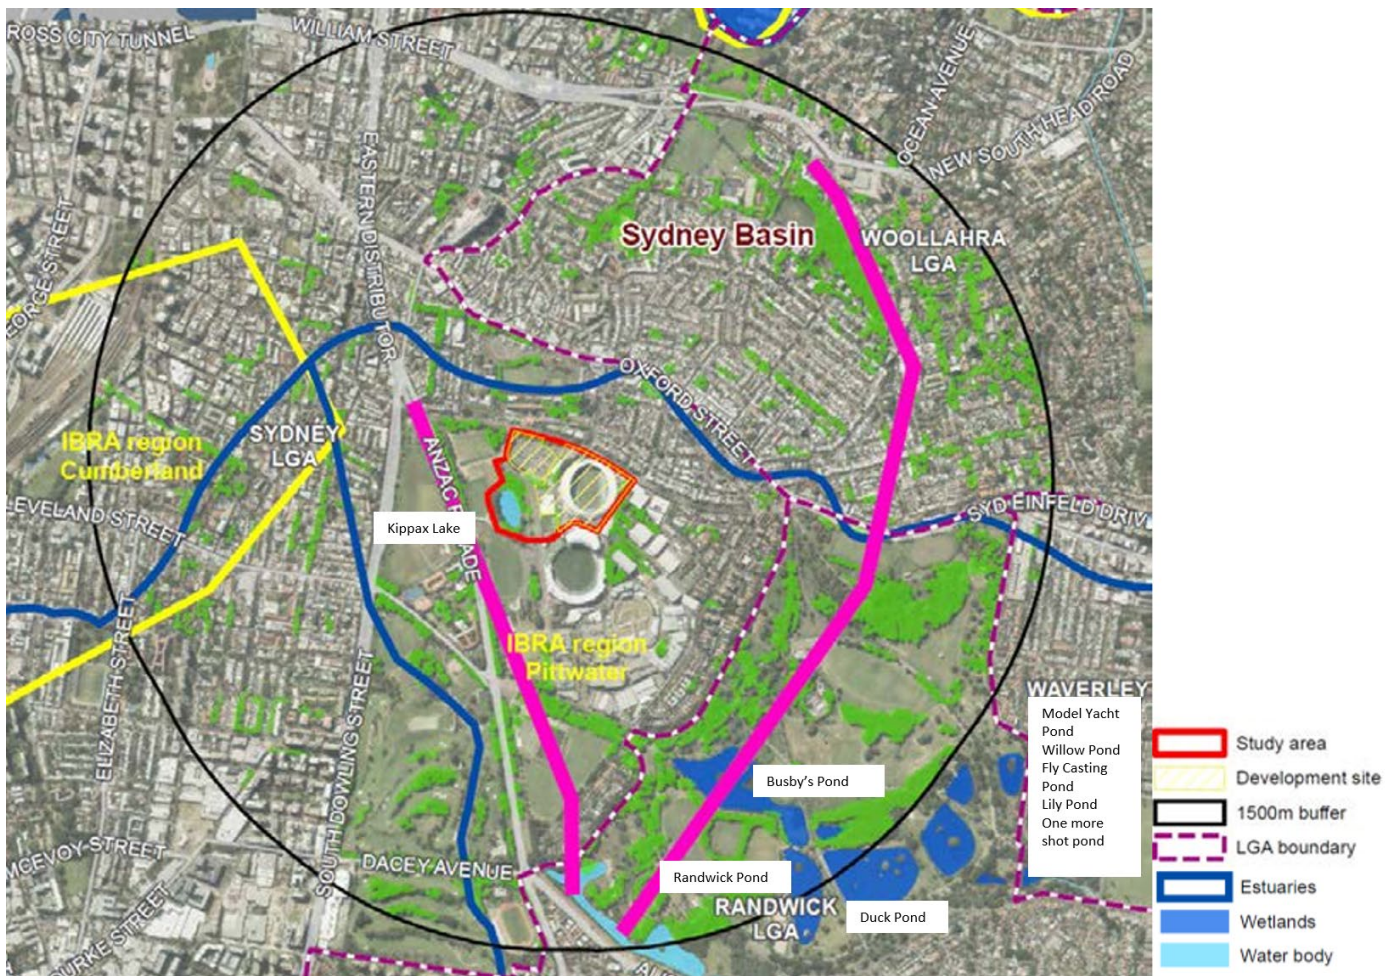 ROSS CITY TUNNEL
WILLIAM STREET
OCEAN AVENUE
NEW SOUTH HEAD ROAD
EASTERN DISTRIBUTOR
Sydney Basin
WOOLLAHRA
LGA
EORGE STREET
OXFORD STREET
IBRA region
Cumberland
SYDNEY
LGA
ANZAC
ADE
LEVELAND STREET
Kippax Lake
SYD EINFELD DRIV
IBRA region
Pittwater
ELIZABETH STREET
SOUTH DOWLING STREET
WAVERLEY
Model Yacht
Pond
Willow Pond
Fly Casting
Pond
Lily Pond
One more
shot pond
Busby's Pond
MCEVOY STREET
DACEY AVENUE
Randwick Pond
RANDWICK
LGA
Duck Pond
OURKE STREET
Study area
Development site
1500m buffer
LGA boundary
Estuaries
Wetlands
Water body